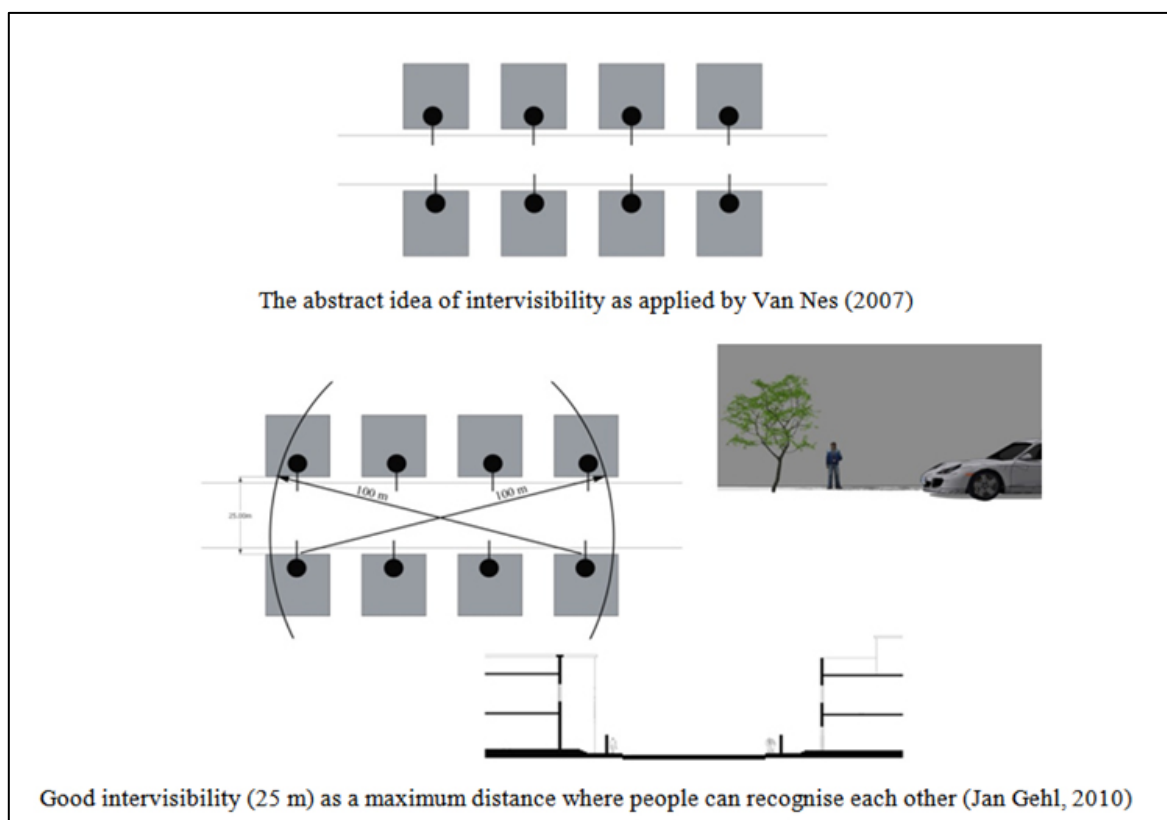 The abstract idea of intervisibility as applied by Van Nes (2007)
100 m
100 m
25.00m
Good intervisibility (25 m) as a maximum distance where people can recognise each other (Jan Gehl, 2010)